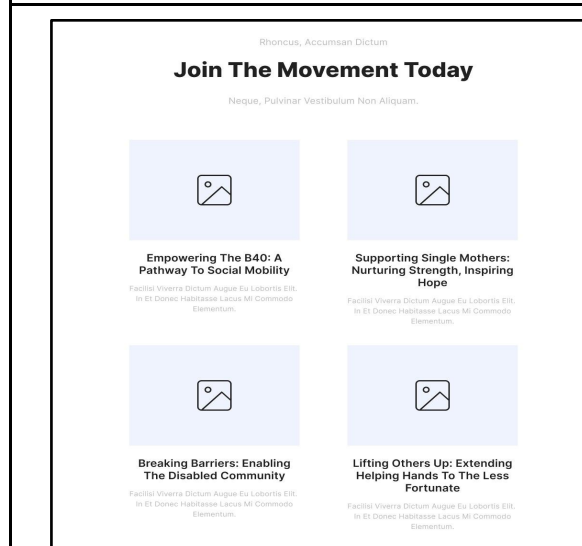 Rhoncus, Accumsan Dictum
Join The Movement Today
Neque, Pulvinar Vestibulum Non Aliquam.
Empowering The B40: A
Pathway To Social Mobility
Facilisi Viverra Dictum Augue Eu Lobortis Elit.
In Et Donec Habitasse Lacus Mi Commodo
Elementum.
Supporting Single Mothers:
Nurturing Strength, Inspiring
Hope
Facilisi Viverra Dictum Augue Eu Lobortis Elit.
In Et Donec Habitasse Lacus Mi Commodo
Elementum.
Breaking Barriers: Enabling
The Disabled Community
Facilisi Viverra Dictum Augue Eu Lobortis Elit.
In Et Donec Habitasse Lacus Mi Commodo
Elementum.
Lifting Others Up: Extending
Helping Hands To The Less
Fortunate
Facilisi Viverra Dictum Augue Eu Lobortis Elit.
In Et Donec Habitasse Lacus Mi Commodo
Elementum.